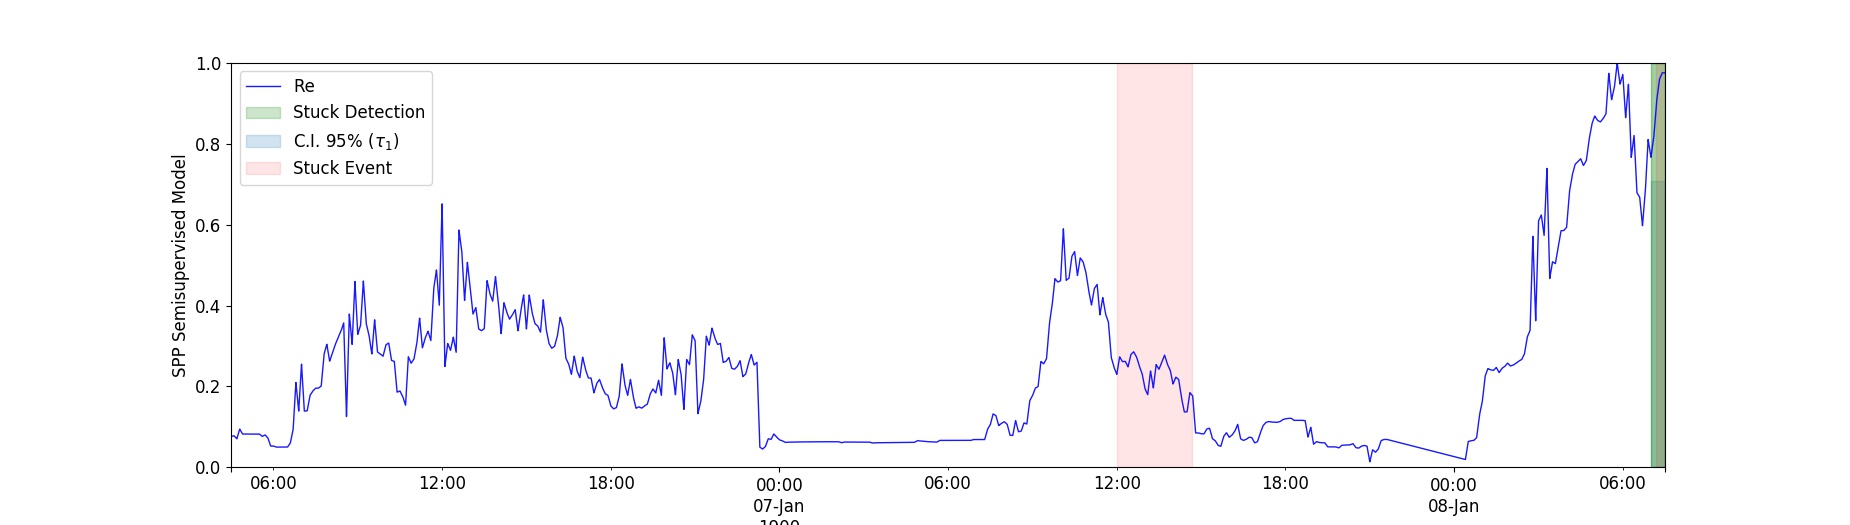 1.0
0.8
0.6
0.4
0.2
0.0
SPP Semisupervised Model
Re
Stuck Detection
C.I. 95% (τ₁)
Stuck Event
06:00 12:00 18:00 00:00 06:00 12:00 18:00 00:00 06:00
07-Jan 08-Jan
1900